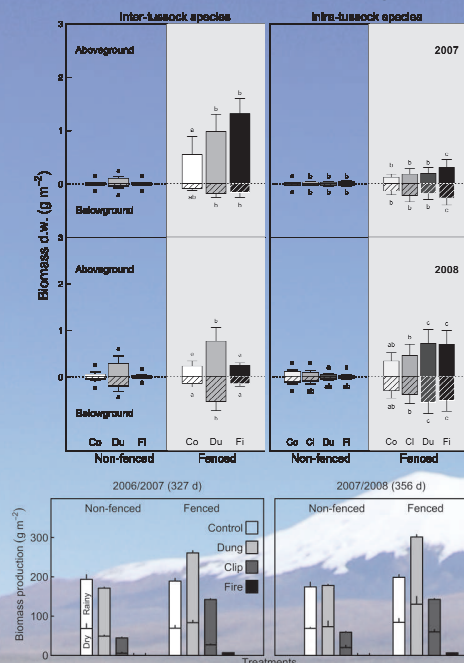 Inter-tussock species
Intra-tussock species
3
Aboveground
2007
2
1
0
Belowground
3
Aboveground
2008
2
1
0
Belowground
Biomass d.w. (g m⁻²)
Co Du Fi Co Du Fi Co Cl Du Fi Co Cl Du Fi
Non-fenced Fenced Non-fenced Fenced
2006/2007 (327 d)
2007/2008 (356 d)
Non-fenced Fenced
Non-fenced Fenced
Control
Dung
Clip
Fire
300
200
100
0
Biomass production (g m⁻²)
Rainy
Dry
Treatments